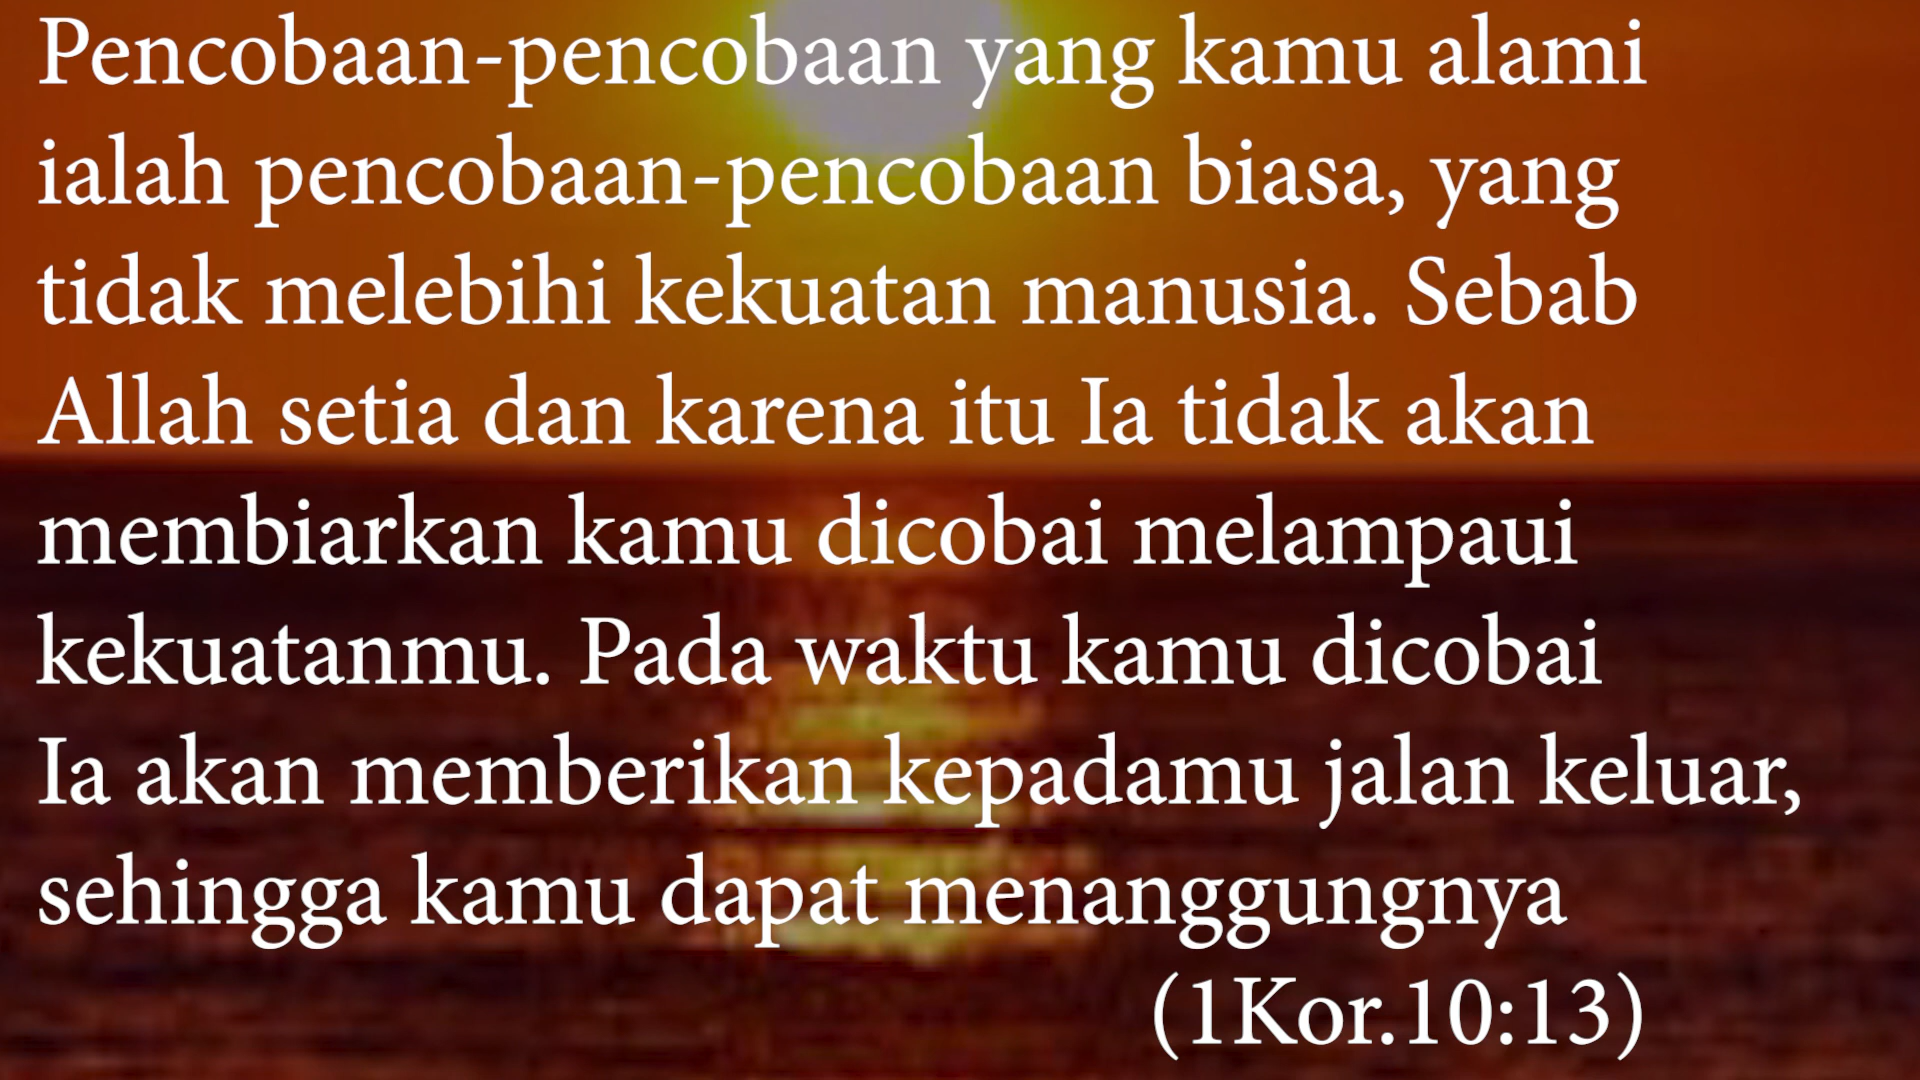 Pencobaan-pencobaan yang kamu alami
ialah pencobaan-pencobaan biasa, yang
tidak melebihi kekuatan manusia. Sebab
Allah setia dan karena itu Ia tidak akan
membiarkan kamu dicobai melampaui
kekuatanmu. Pada waktu kamu dicobai
Ia akan memberikan kepadamu jalan keluar,
sehingga kamu dapat menanggungnya
(1Kor.10:13)